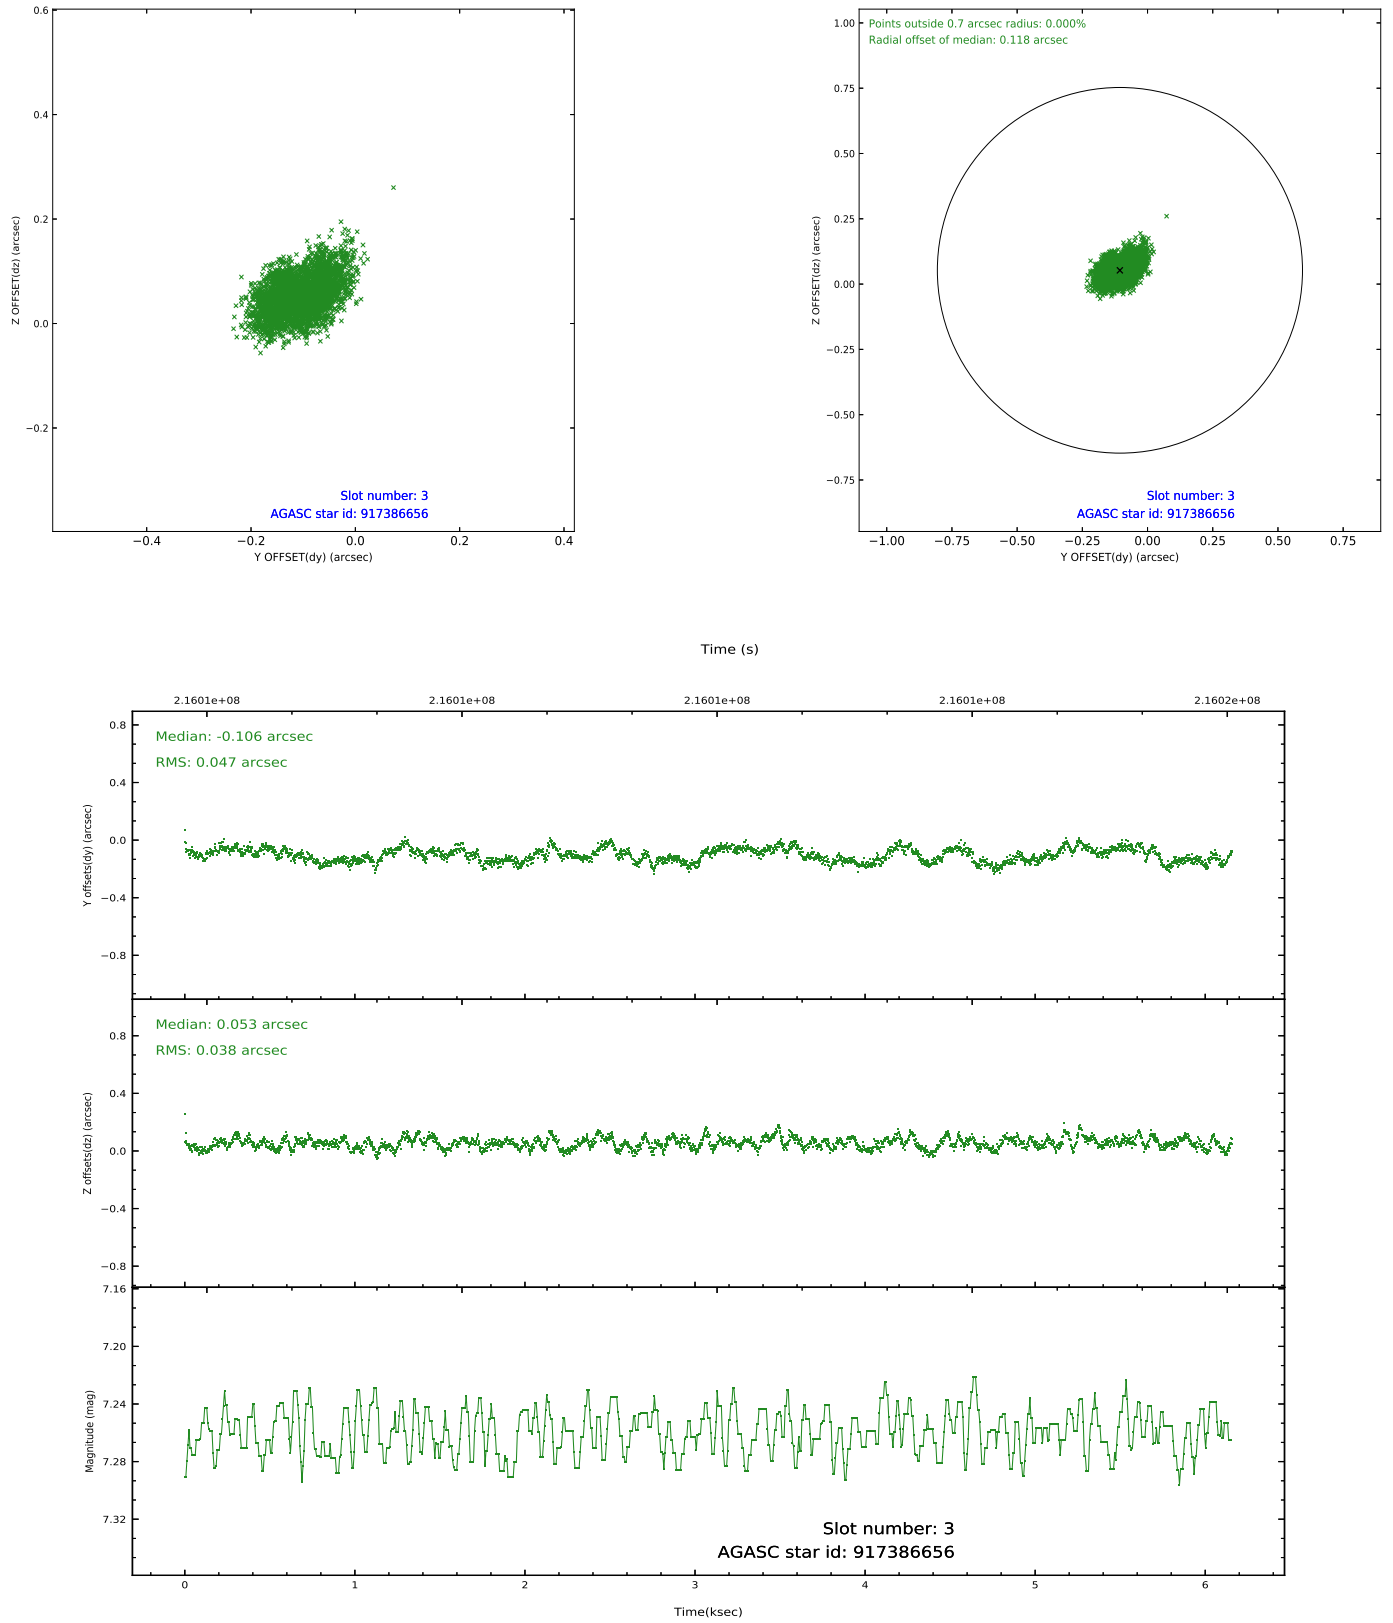 0.6
0.4
0.2
0.0
−0.2
Z OFFSET(dz) (arcsec)
Slot number: 3
AGASC star id: 917386656
−0.4 −0.2 0.0 0.2 0.4
Y OFFSET(dy) (arcsec)
Points outside 0.7 arcsec radius: 0.000%
Radial offset of median: 0.118 arcsec
1.00
0.75
0.50
0.25
0.00
−0.25
−0.50
−0.75
Z OFFSET(dz) (arcsec)
Slot number: 3
AGASC star id: 917386656
−1.00 −0.75 −0.50 −0.25 0.00 0.25 0.50 0.75
Y OFFSET(dy) (arcsec)
Time (s)
2.1601e+08 2.1601e+08 2.1601e+08 2.1601e+08 2.1602e+08
Median: -0.106 arcsec
RMS: 0.047 arcsec
0.8
0.4
0.0
−0.4
−0.8
Y offsets(dy) (arcsec)
Median: 0.053 arcsec
RMS: 0.038 arcsec
0.8
0.4
0.0
−0.4
−0.8
Z offsets(dz) (arcsec)
7.16
7.20
7.24
7.28
7.32
Magnitude (mag)
Slot number: 3
AGASC star id: 917386656
0 1 2 3 4 5 6
Time(ksec)